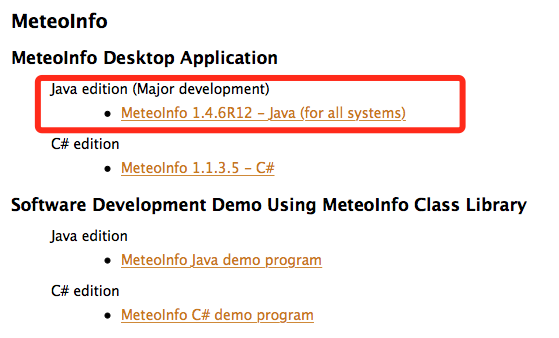 MeteoInfo
MeteoInfo Desktop Application
Java edition (Major development)
• MeteoInfo 1.4.6R12 – Java (for all systems)
C# edition
• MeteoInfo 1.1.3.5 – C#
Software Development Demo Using MeteoInfo Class Library
Java edition
• MeteoInfo Java demo program
C# edition
• MeteoInfo C# demo program